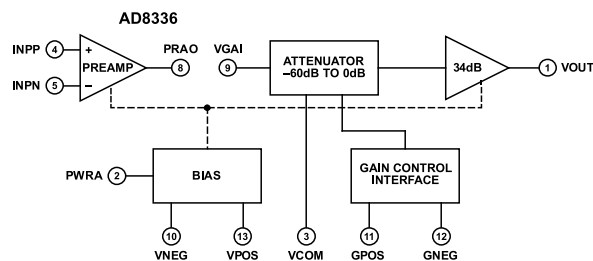 AD8336
INPP 4 + PREAMP 8 PRAO
INPN 5 –
VGAI 9 ATTENUATOR
–60dB TO 0dB
34dB 1 VOUT
PWRA 2 BIAS
GAIN CONTROL
INTERFACE
10 13 3 11 12
VNEG VPOS VCOM GPOS GNEG